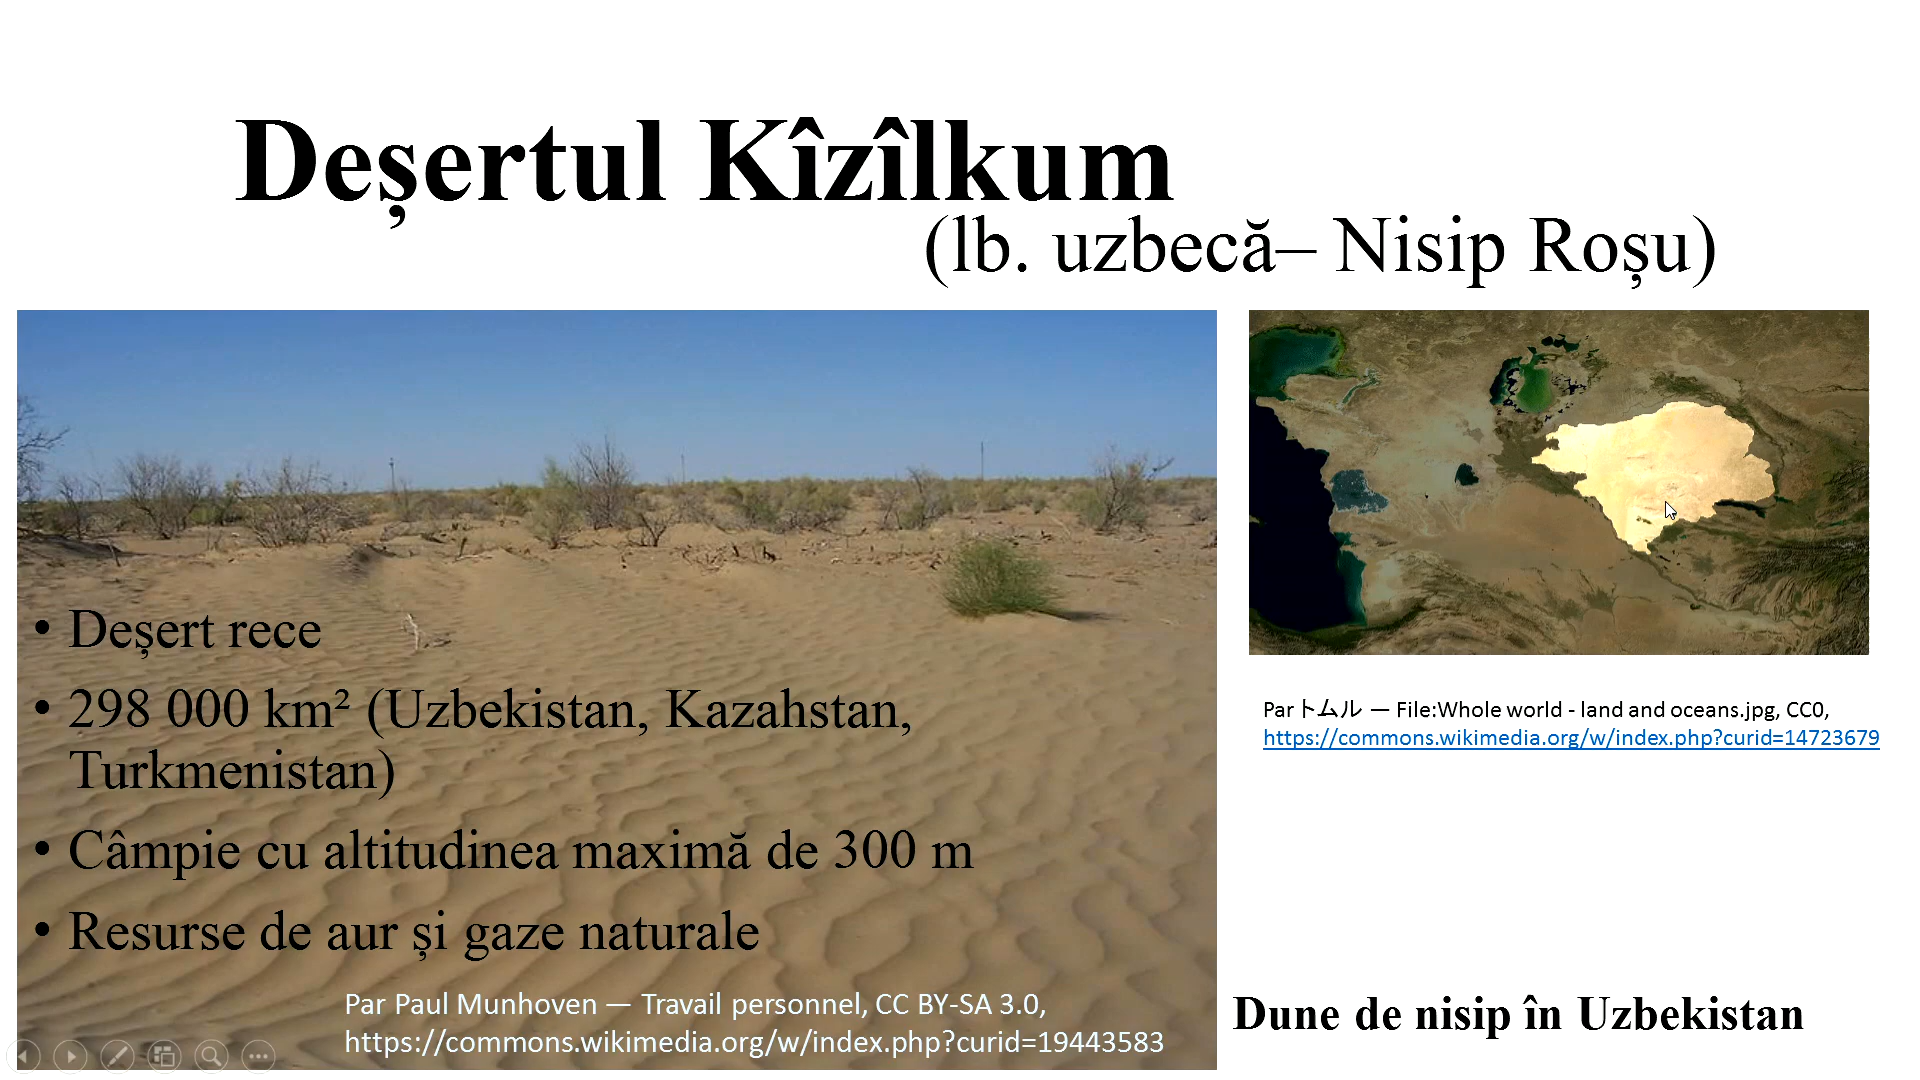 Deșertul Kîzîlkum
(lb. uzbecă– Nisip Roșu)
• Deșert rece
• 298 000 km² (Uzbekistan, Kazahstan,
Turkmenistan)
• Câmpie cu altitudinea maximă de 300 m
• Resurse de aur și gaze naturale
Par Paul Munhoven — Travail personnel, CC BY-SA 3.0,
https://commons.wikimedia.org/w/index.php?curid=19443583
Par トムル — File:Whole world - land and oceans.jpg, CC0,
https://commons.wikimedia.org/w/index.php?curid=14723679
Dune de nisip în Uzbekistan